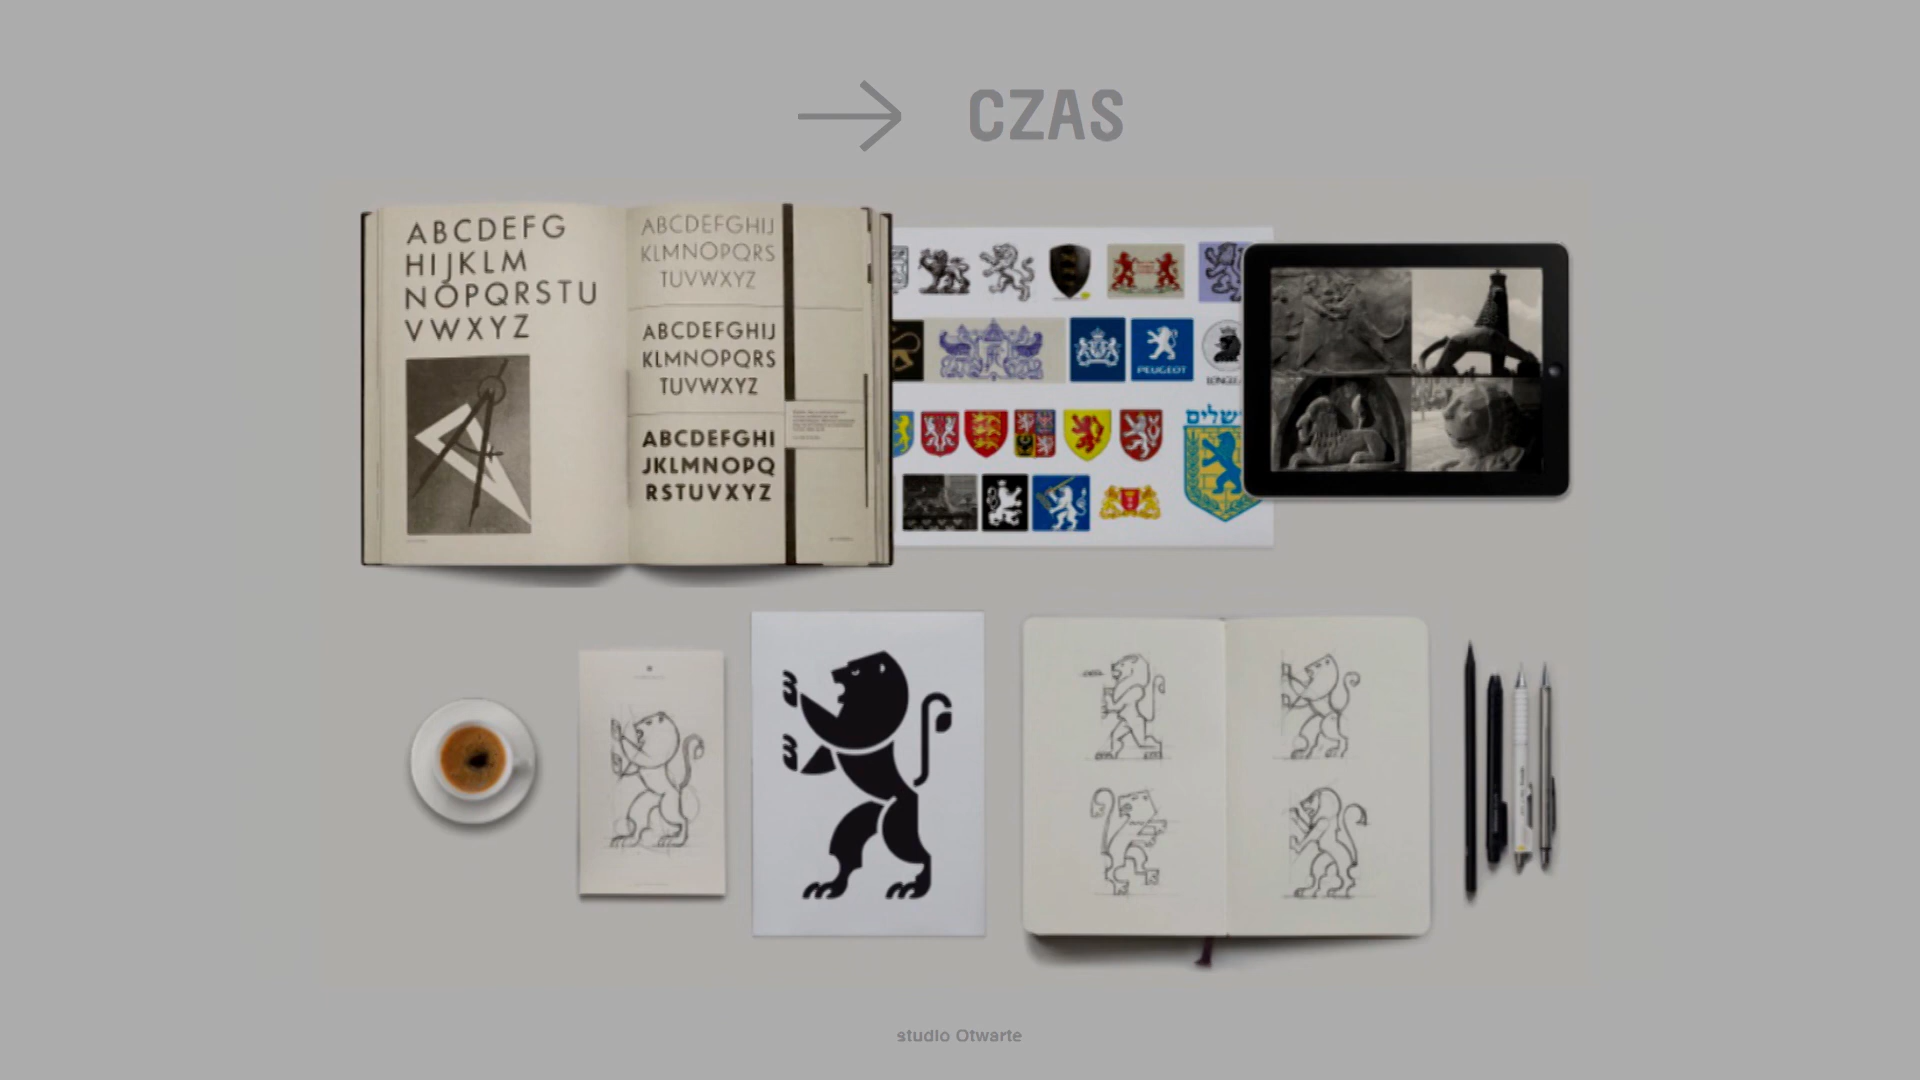 → CZAS
ABCDEFG
HIJKLM
NOPQRSTU
VWXYZ
ABCDEFGHIJ
KLMNOPQRS
TUVWXYZ
ABCDEFGHIJ
KLMNOPQRS
TUVWXYZ
ABCDEFGHI
JKLMNOPQ
RSTUVXYZ
PEUGEOT
studio Otwarte